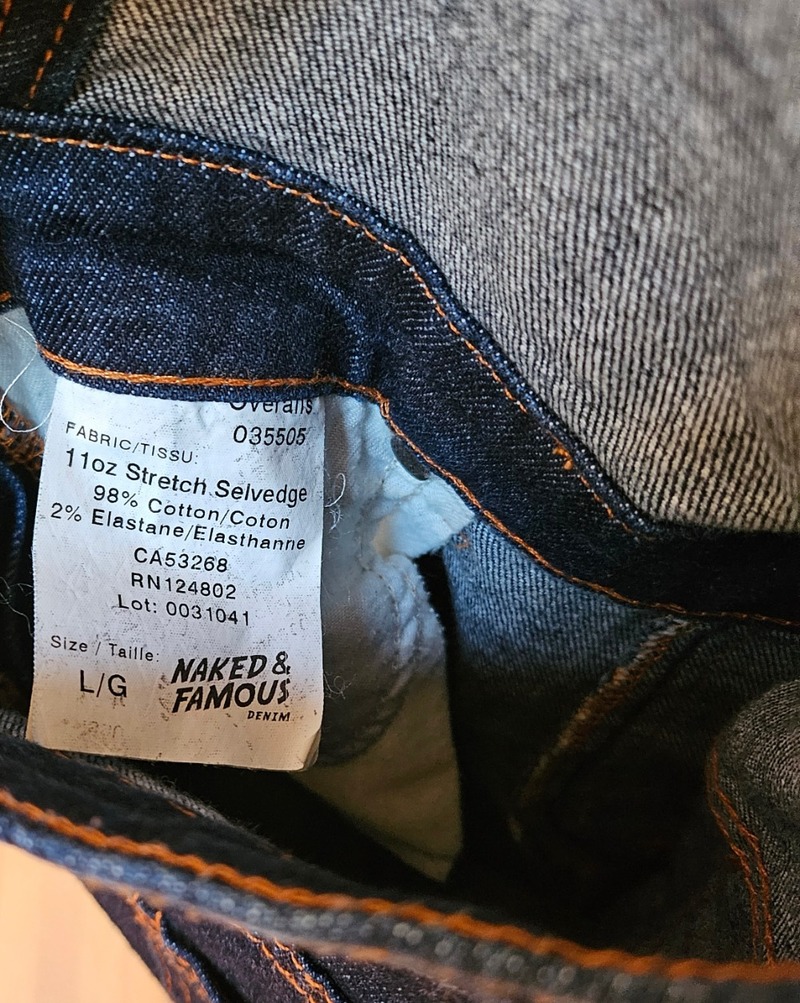 Overalls
035505
FABRIC/TISSU:
11oz Stretch Selvedge
98% Cotton/Coton
2% Elastane/Elasthanne
CA53268
RN124802
Lot: 0031041
Size / Taille:
L/G
NAKED &
FAMOUS
DENIM